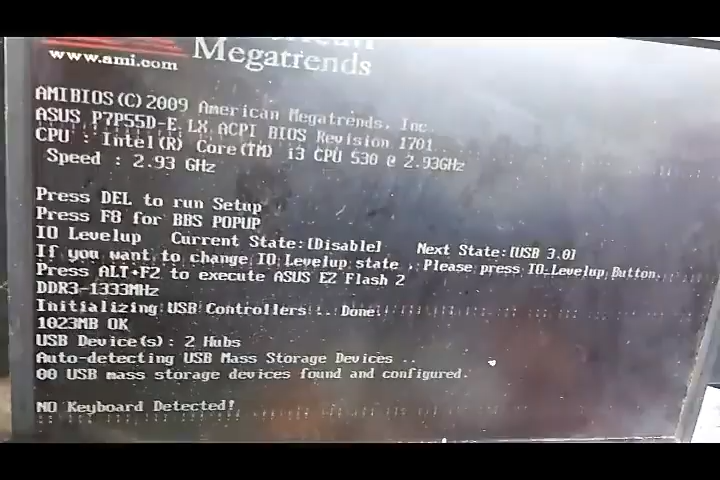 www.ami.com
Megatrends
AMIBIOS(C)2009 American Megatrends, Inc.
ASUS P7P55D-E LX ACPI BIOS Revision 1701
CPU : Intel(R) Core(TM) i3 CPU 530 @ 2.93GHz
Speed : 2.93 GHz
Press DEL to run Setup
Press F8 for BBS POPUP
IO Levelup Current State:[Disable] Next State:[USB 3.0]
If you want to change IO Levelup state , Please press IO Levelup Button.
Press ALT+F2 to execute ASUS EZ Flash 2
DDR3-1333MHz
Initializing USB Controllers .. Done.
1023MB OK
USB Device(s): 2 Hubs
Auto-detecting USB Mass Storage Devices ..
00 USB mass storage devices found and configured.
NO Keyboard Detected!